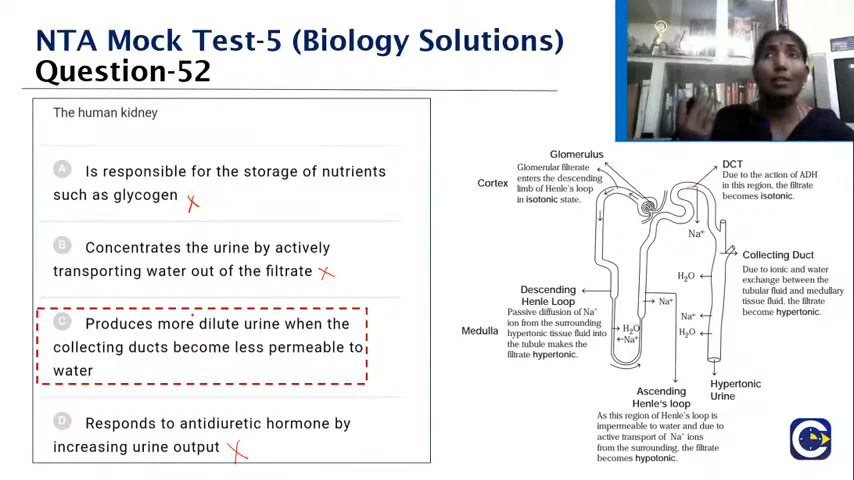 NTA Mock Test-5 (Biology Solutions)
Question-52
The human kidney
A Is responsible for the storage of nutrients
such as glycogen
B Concentrates the urine by actively
transporting water out of the filtrate
C Produces more dilute urine when the
collecting ducts become less permeable to
water
D Responds to antidiuretic hormone by
increasing urine output
Glomerulus
Glomerular filterate
enters the descending
limb of Henle's loop
in isotonic state.
Cortex
DCT
Due to the action of ADH
in this region, the filtrate
becomes isotonic.
Na⁺
Collecting Duct
Due to ionic and water
exchange between the
tubular fluid and medullary
tissue fluid, the filtrate
become hypertonic.
H₂O
Na⁺
H₂O
Descending
Henle Loop
Passive diffusion of Na⁺
ion from the surrounding
hypertonic tissue fluid into
the tubule makes the
filtrate hypertonic.
Medulla
Na⁺
H₂O
Na⁺
Hypertonic
Urine
Ascending
Henle's loop
As this region of Henle's loop is
impermeable to water and due to
active transport of Na⁺ ions
from the surrounding, the filtrate
becomes hypotonic.